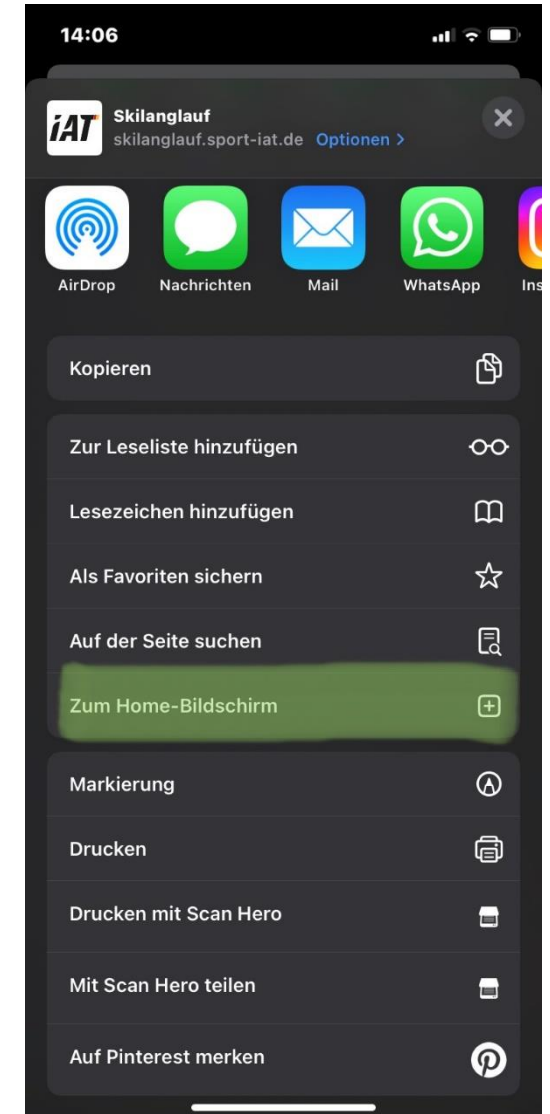 14:06
iAT
Skilanglauf
skilanglauf.sport-iat.de Optionen >
AirDrop Nachrichten Mail WhatsApp Ins
Kopieren
Zur Leseliste hinzufügen
Lesezeichen hinzufügen
Als Favoriten sichern
Auf der Seite suchen
Zum Home-Bildschirm
Markierung
Drucken
Drucken mit Scan Hero
Mit Scan Hero teilen
Auf Pinterest merken